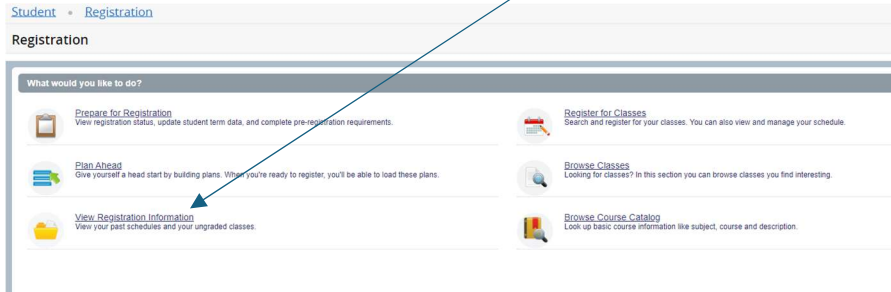 Student • Registration
Registration
What would you like to do?
Prepare for Registration
View registration status, update student term data, and complete pre-registration requirements.
Register for Classes
Search and register for your classes. You can also view and manage your schedule.
Plan Ahead
Give yourself a head start by building plans. When you're ready to register, you'll be able to load these plans.
Browse Classes
Looking for classes? In this section you can browse classes you find interesting.
View Registration Information
View your past schedules and your ungraded classes.
Browse Course Catalog
Look up basic course information like subject, course and description.